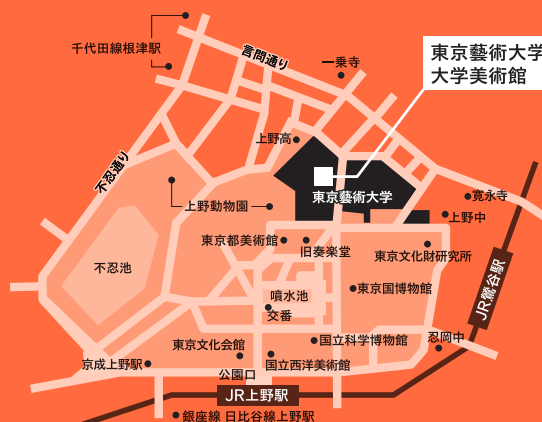 千代田線根津駅
言問通り
一乗寺
東京藝術大学
大学美術館
上野高
不忍通り
東京藝術大学
寛永寺
上野動物園
上野中
東京都美術館
旧奏楽堂
東京文化財研究所
不忍池
JR鶯谷駅
噴水池
東京国博物館
交番
東京文化会館
国立科学博物館
忍岡中
京成上野駅
国立西洋美術館
公園口
JR上野駅
銀座線 日比谷線上野駅